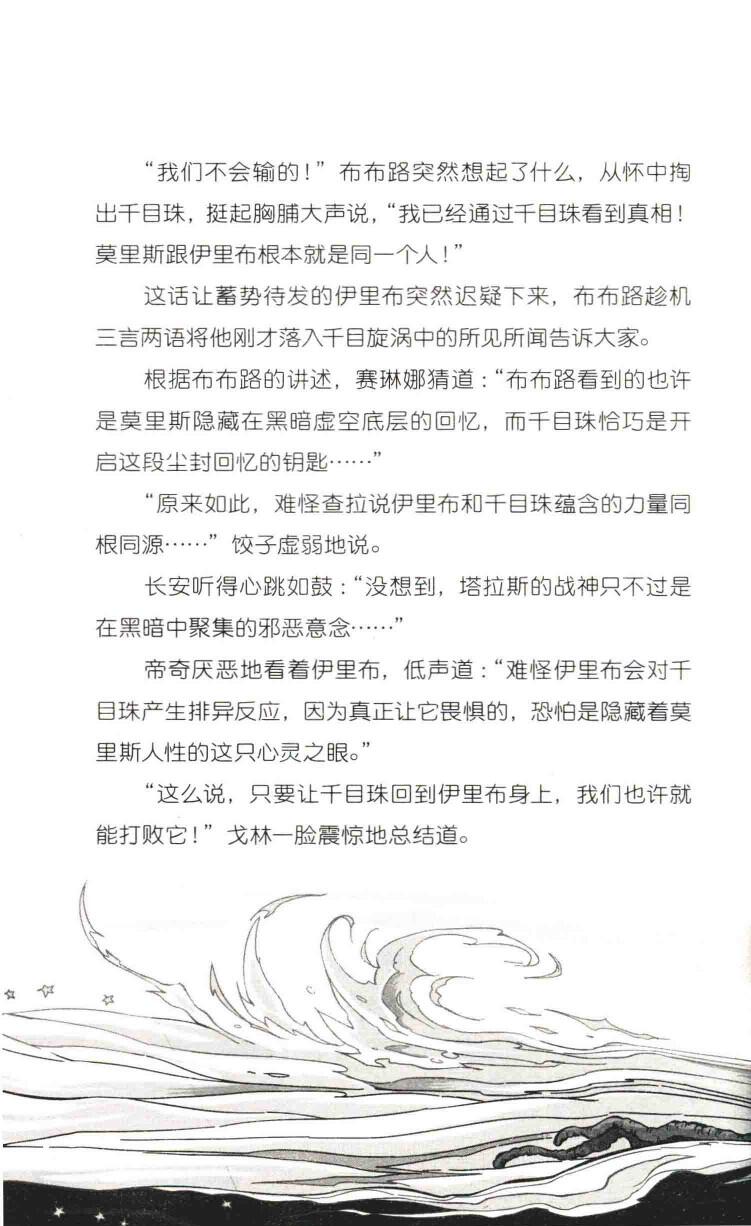 “我们不会输的！”布布路突然想起了什么，从怀中掏
出千目珠，挺起胸脯大声说，“我已经通过千目珠看到真相！
莫里斯跟伊里布根本就是同一个人！”
这话让蓄势待发的伊里布突然迟疑下来，布布路趁机
三言两语将他刚才落入千目旋涡中的所见所闻告诉大家。
根据布布路的讲述，赛琳娜猜道：“布布路看到的也许
是莫里斯隐藏在黑暗虚空底层的回忆，而千目珠恰巧是开
启这段尘封回忆的钥匙……”
“原来如此，难怪查拉说伊里布和千目珠蕴含的力量同
根同源……”饺子虚弱地说。
长安听得心跳如鼓：“没想到，塔拉斯的战神只不过是
在黑暗中聚集的邪恶意念……”
帝奇厌恶地看着伊里布，低声道：“难怪伊里布会对千
目珠产生排异反应，因为真正让它畏惧的，恐怕是隐藏着莫
里斯人性的这只心灵之眼。”
“这么说，只要让千目珠回到伊里布身上，我们也许就
能打败它！”戈林一脸震惊地总结道。